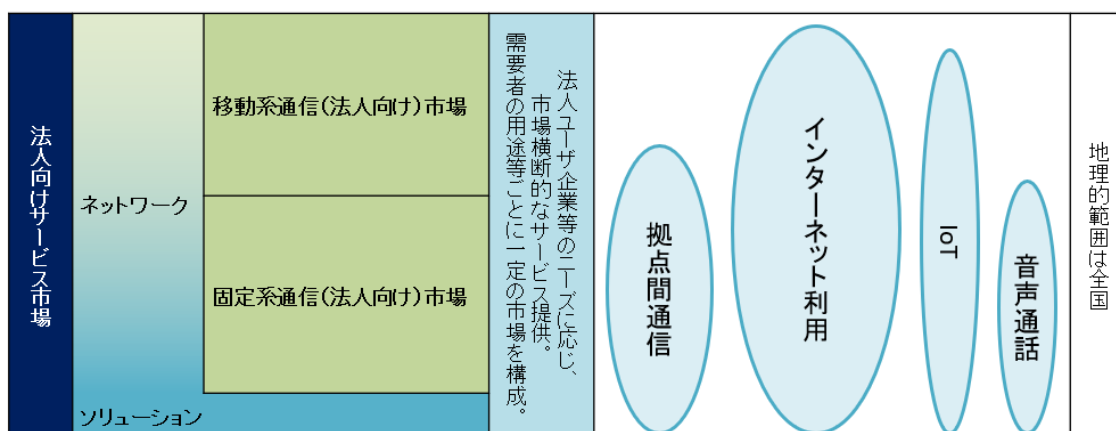 法人向けサービス市場
ネットワーク
ソリューション
移動系通信(法人向け)市場
固定系通信(法人向け)市場
法人ユーザ企業等のニーズに応じ、
市場横断的なサービス提供。
需要者の用途等ごとに一定の市場を構成。
拠点間通信
インターネット利用
IoT
音声通話
地理的範囲は全国